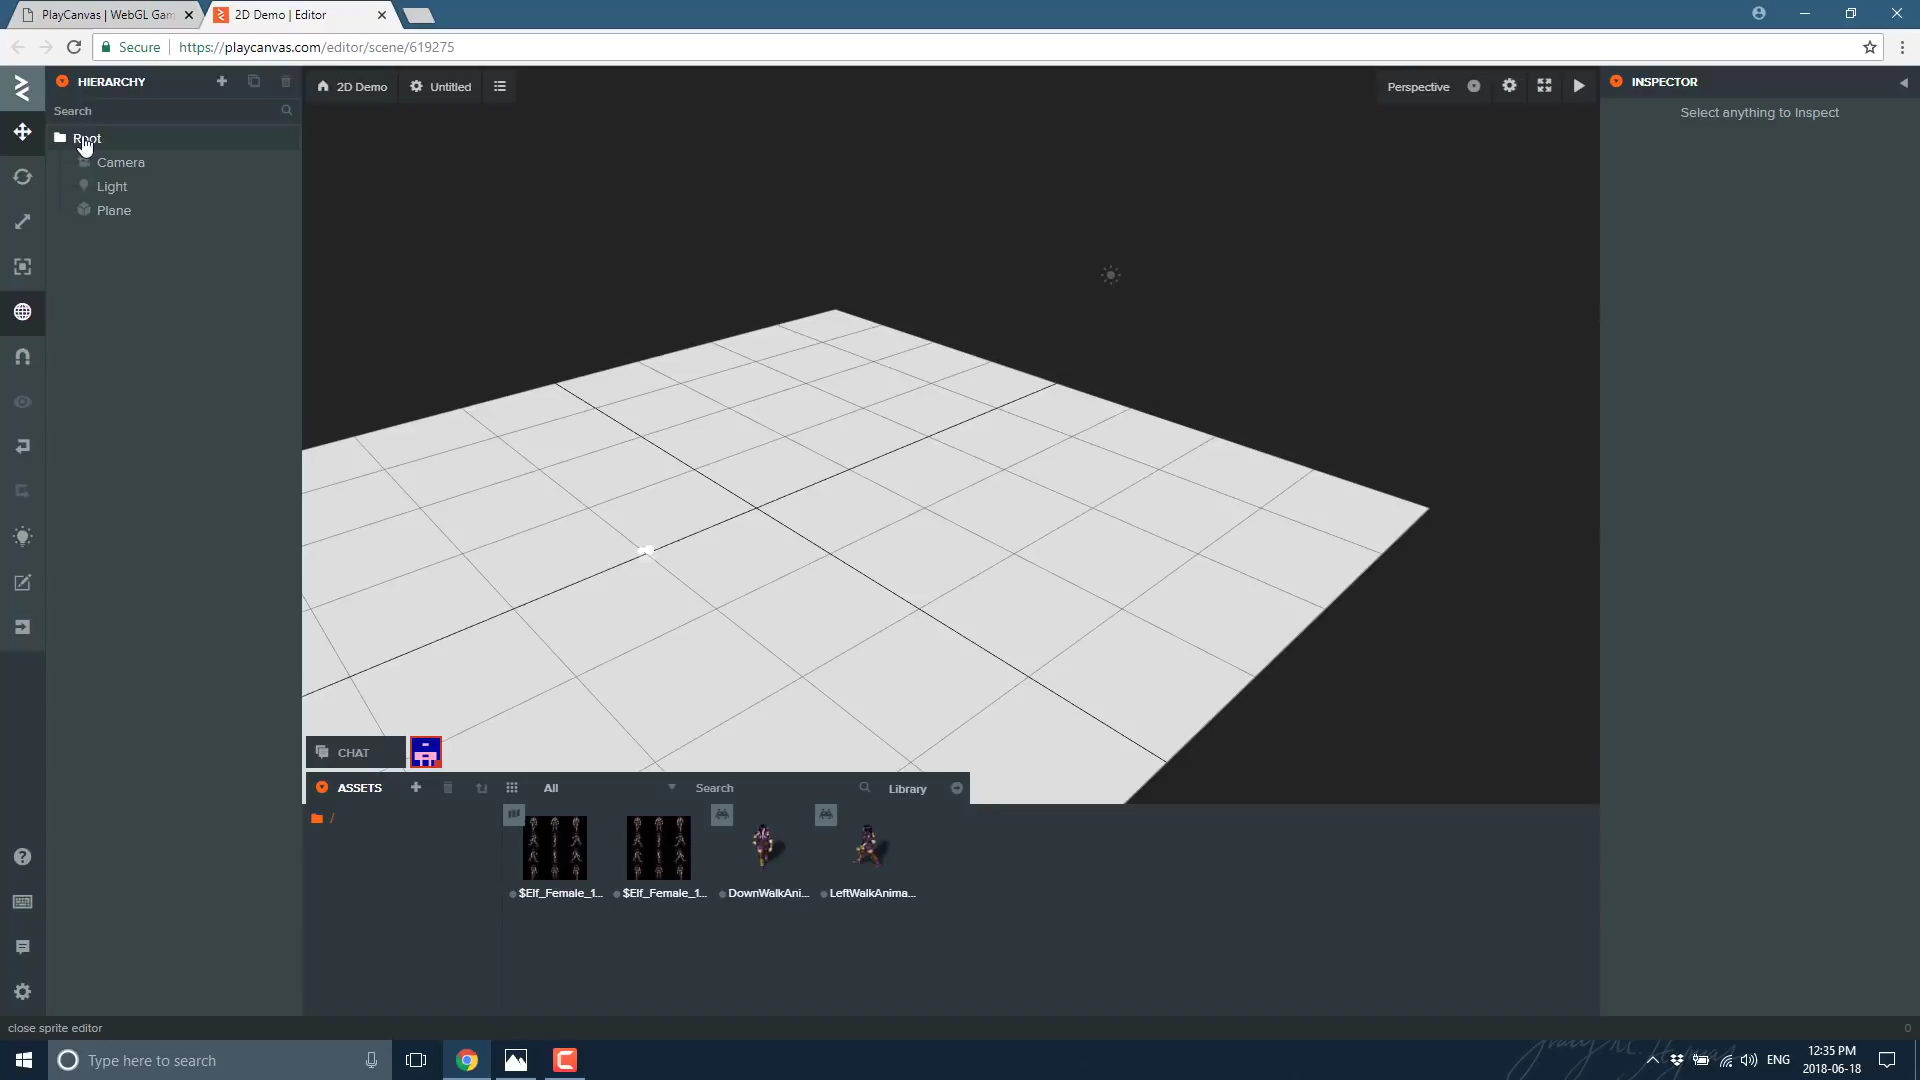 PlayCanvas | WebGL Gam
2D Demo | Editor
Secure
https://playcanvas.com/editor/scene/619275
HIERARCHY
Search
Root
Camera
Light
Plane
2D Demo
Untitled
Perspective
INSPECTOR
Select anything to Inspect
CHAT
ASSETS
All
Search
Library
/
$Elf_Female_1...
$Elf_Female_1...
DownWalkAni...
LeftWalkAnima...
close sprite editor
0
Type here to search
ENG
12:35 PM
2018-06-18